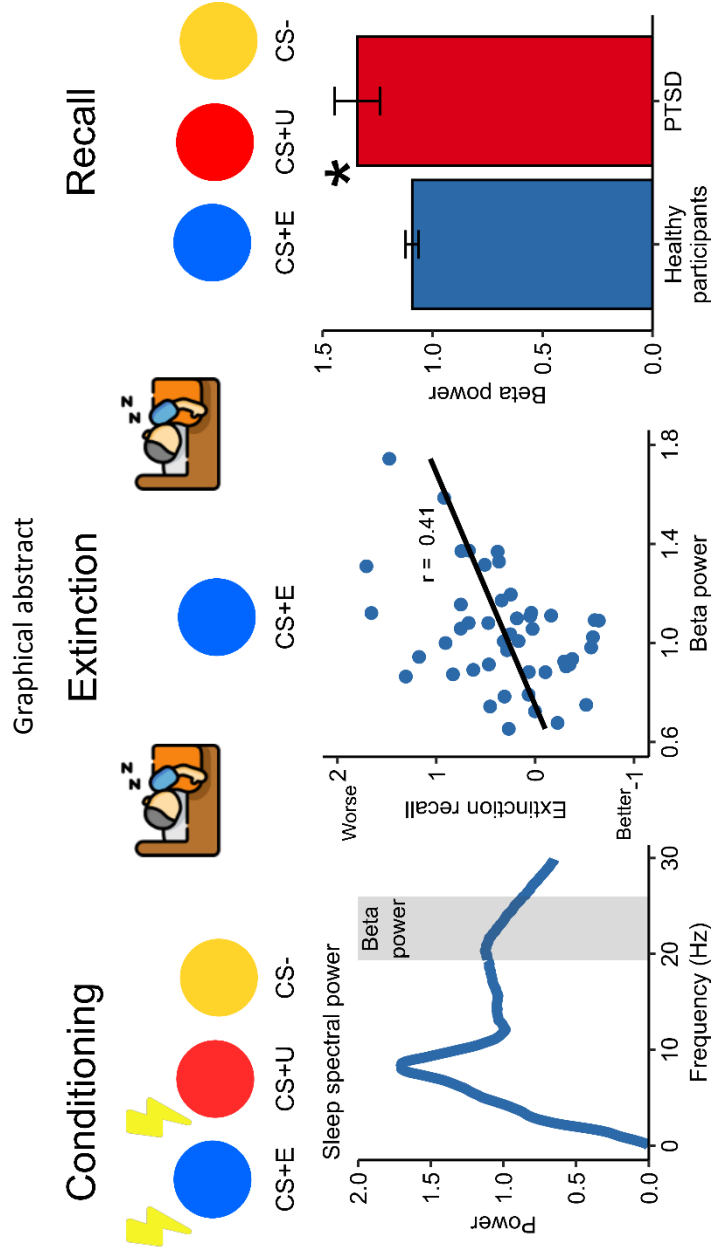 Graphical abstract
Conditioning
Extinction
Recall
z
z
z
z
CS+E
CS+U
CS-
CS+E
CS+E
CS+U
CS-
Sleep spectral power
Beta
power
Power
2.0
1.5
1.0
0.5
0.0
0
10
20
30
Frequency (Hz)
Worse
Better
Extinction recall
2
1
0
-1
r = 0.41
0.6
1.0
1.4
1.8
Beta power
Beta power
1.5
1.0
0.5
0.0
*
Healthy
participants
PTSD